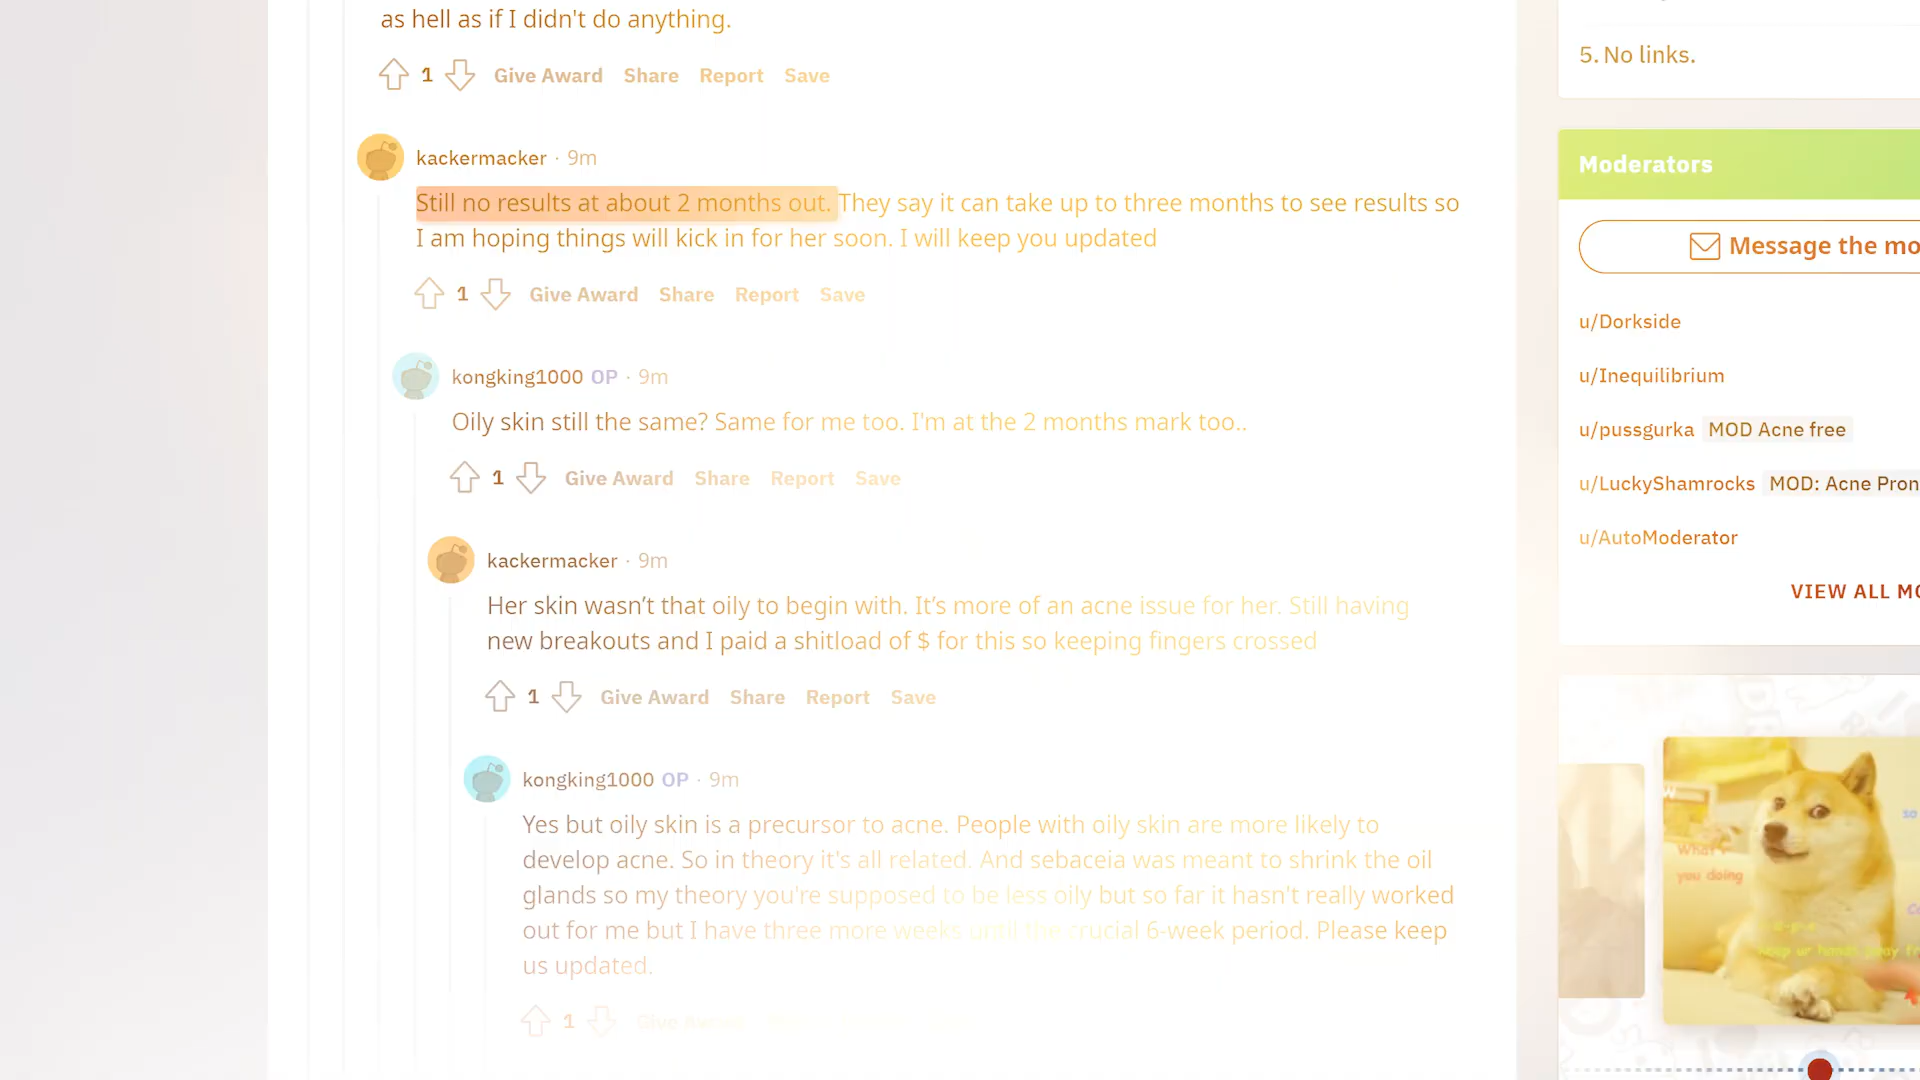 as hell as if I didn't do anything.
1 Give Award Share Report Save
kackermacker · 9m
Still no results at about 2 months out. They say it can take up to three months to see results so
I am hoping things will kick in for her soon. I will keep you updated
1 Give Award Share Report Save
kongking1000 OP · 9m
Oily skin still the same? Same for me too. I'm at the 2 months mark too..
1 Give Award Share Report Save
kackermacker · 9m
Her skin wasn’t that oily to begin with. It’s more of an acne issue for her. Still having
new breakouts and I paid a shitload of $ for this so keeping fingers crossed
1 Give Award Share Report Save
kongking1000 OP · 9m
Yes but oily skin is a precursor to acne. People with oily skin are more likely to
develop acne. So in theory it's all related. And sebaceia was meant to shrink the oil
glands so my theory you're supposed to be less oily but so far it hasn't really worked
out for me but I have three more weeks until the crucial 6-week period. Please keep
us updated.
1 Give Award
5. No links.
Moderators
Message the mo
u/Dorkside
u/Inequilibrium
u/pussgurka MOD Acne free
u/LuckyShamrocks MOD: Acne Pron
u/AutoModerator
VIEW ALL MO
W
so
What
you doing
keep ur hands away fr